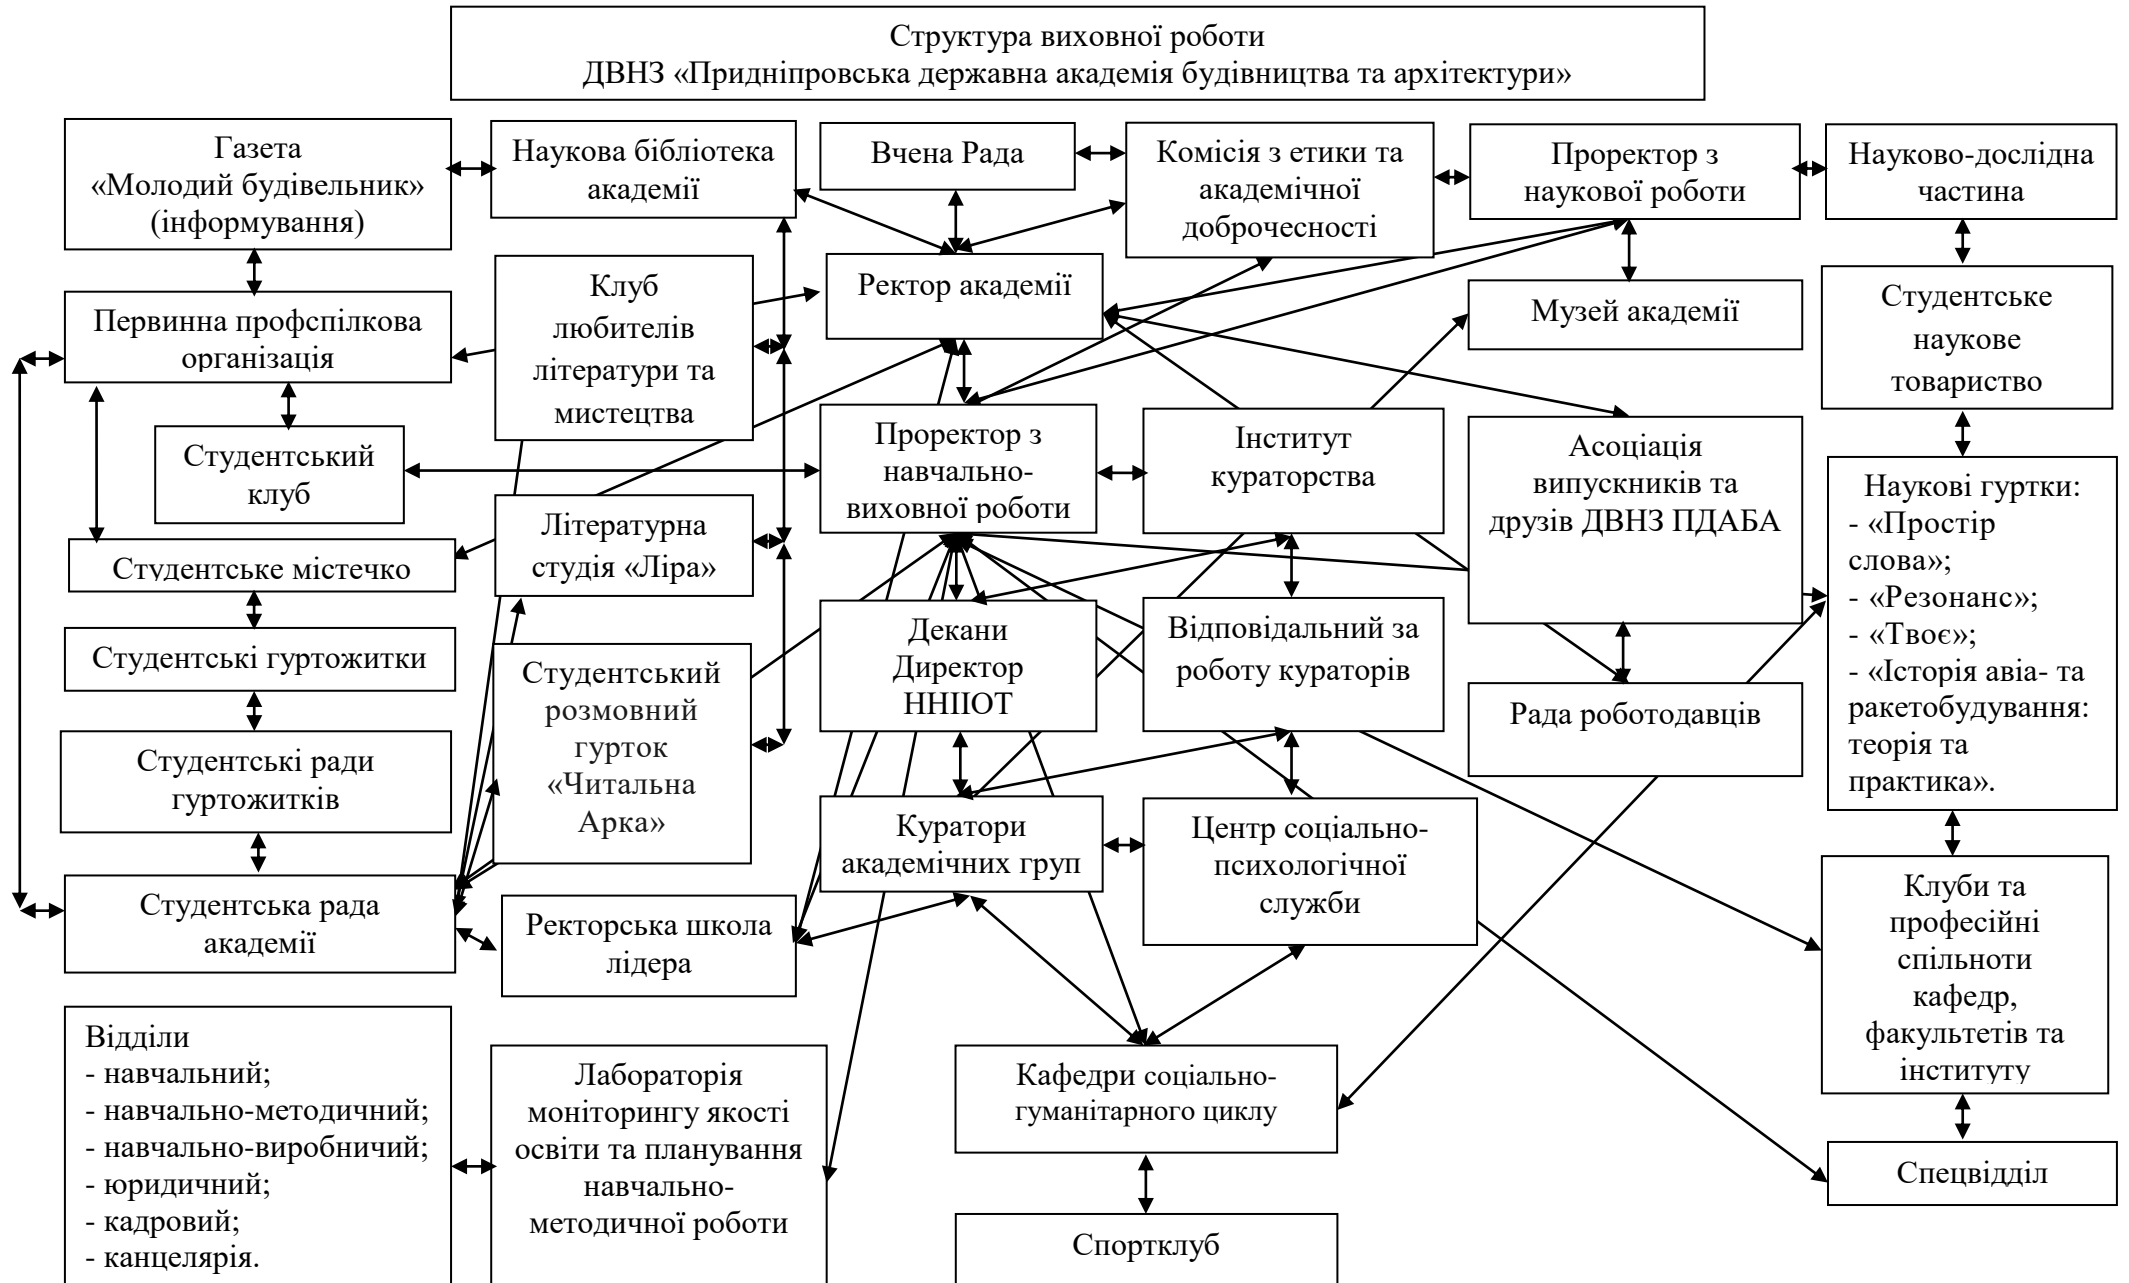 Структура виховної роботи
ДВНЗ «Придніпровська державна академія будівництва та архітектури»
Газета
«Молодий будівельник»
(інформування)
Наукова бібліотека
академії
Вчена Рада
Комісія з етики та
академічної
доброчесності
Проректор з
наукової роботи
Науково-дослідна
частина
Первинна профспілкова
організація
Клуб
любителів
літератури та
мистецтва
Ректор академії
Музей академії
Студентське
наукове
товариство
Студентський
клуб
Проректор з
навчально-
виховної роботи
Інститут
кураторства
Асоціація
випускників та
друзів ДВНЗ ПДАБА
Наукові гуртки:
- «Простір
слова»;
- «Резонанс»;
- «Твоє»;
- «Історія авіа- та
ракетобудування:
теорія та
практика».
Студентське містечко
Літературна
студія «Ліра»
Студентські гуртожитки
Студентський
розмовний
гурток
«Читальна
Арка»
Декани
Директор
ННІІОТ
Відповідальний за
роботу кураторів
Рада роботодавців
Студентські ради
гуртожитків
Куратори
академічних груп
Центр соціально-
психологічної
служби
Студентська рада
академії
Ректорська школа
лідера
Клуби та
професійні
спільноти
кафедр,
факультетів та
інституту
Відділи
- навчальний;
- навчально-методичний;
- навчально-виробничий;
- юридичний;
- кадровий;
- канцелярія.
Лабораторія
моніторингу якості
освіти та планування
навчально-
методичної роботи
Кафедри соціально-
гуманітарного циклу
Спецвідділ
Спортклуб